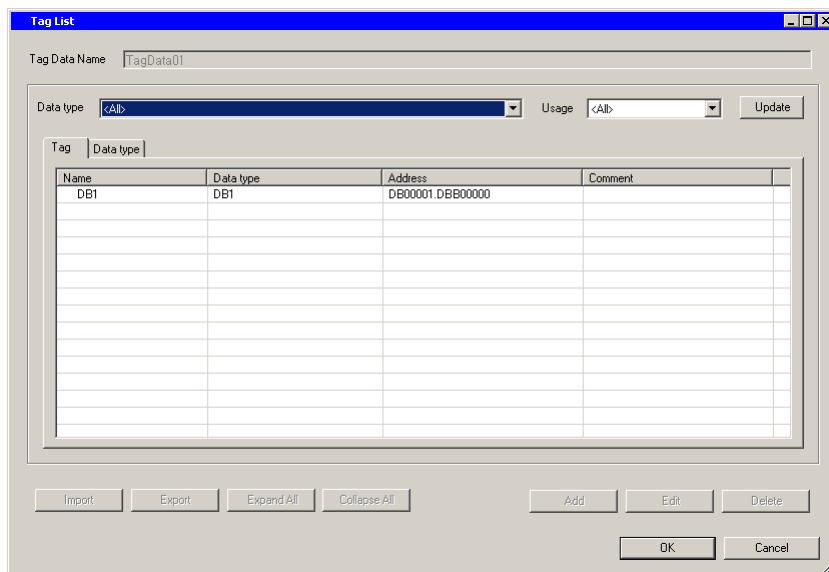 Tag List
Tag Data Name TagData01
Data type <All> Usage <All> Update
Tag Data type
Name Data type Address Comment
DB1 DB1 DB00001.DBB00000
Import Export Expand All Collapse All Add Edit Delete
OK Cancel